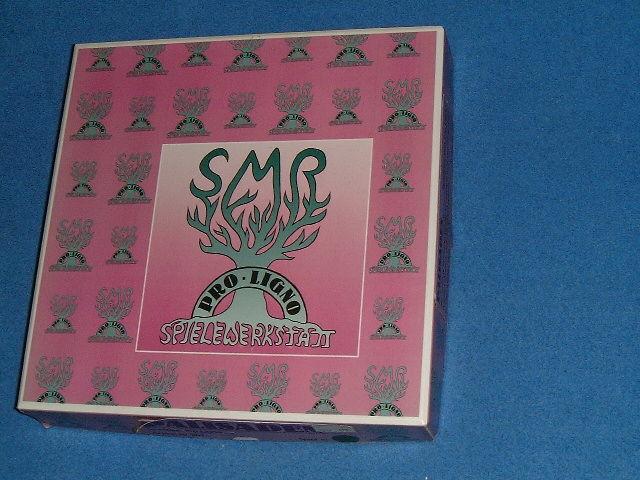 SMR
PRO · LIGNO
SPIELEWERKSTATT